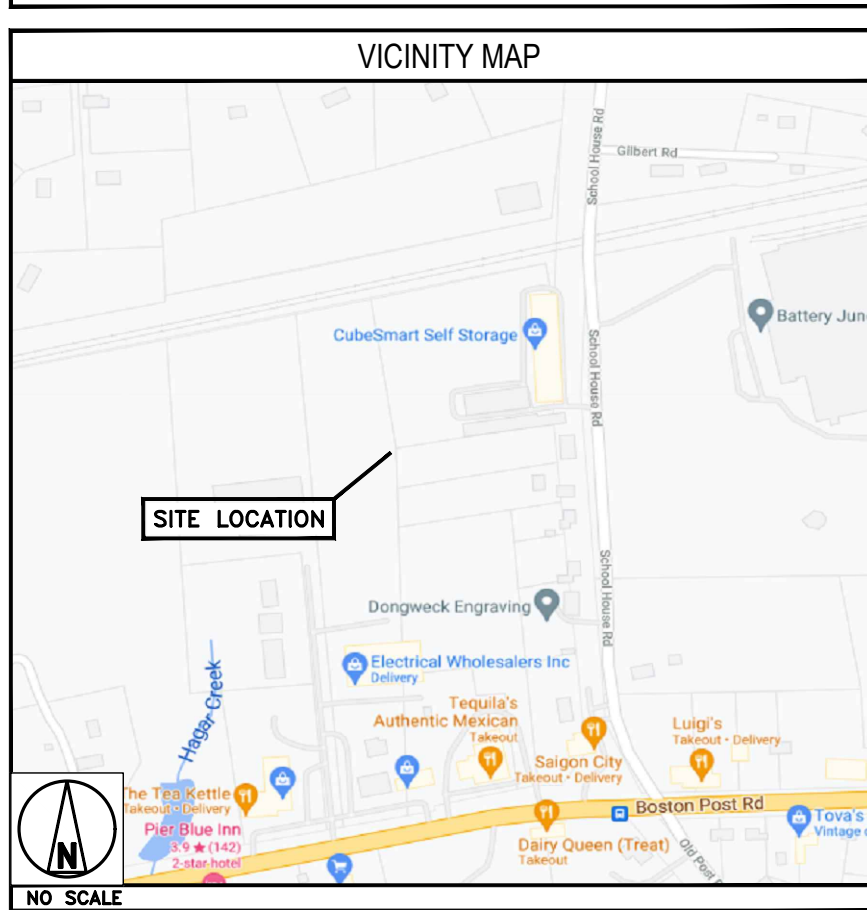 VICINITY MAP
School House Rd
Gilbert Rd
CubeSmart Self Storage
School House Rd
Battery Jun
SITE LOCATION
School House Rd
Dongweck Engraving
Hagar Creek
Electrical Wholesalers Inc
Delivery
Tequila's
Authentic Mexican
Takeout
Luigi's
Takeout • Delivery
Saigon City
Takeout • Delivery
The Tea Kettle
Takeout • Delivery
Boston Post Rd
Tova's
Vintage
Pier Blue Inn
3.9 ★ (142)
2-star hotel
Dairy Queen (Treat)
Takeout
Old Post
N
NO SCALE